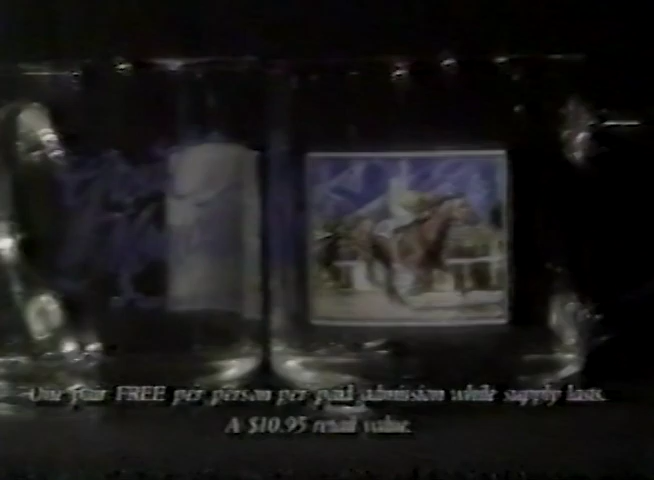 One pair FREE per person per paid admission while supply lasts.
A $10.95 retail value.